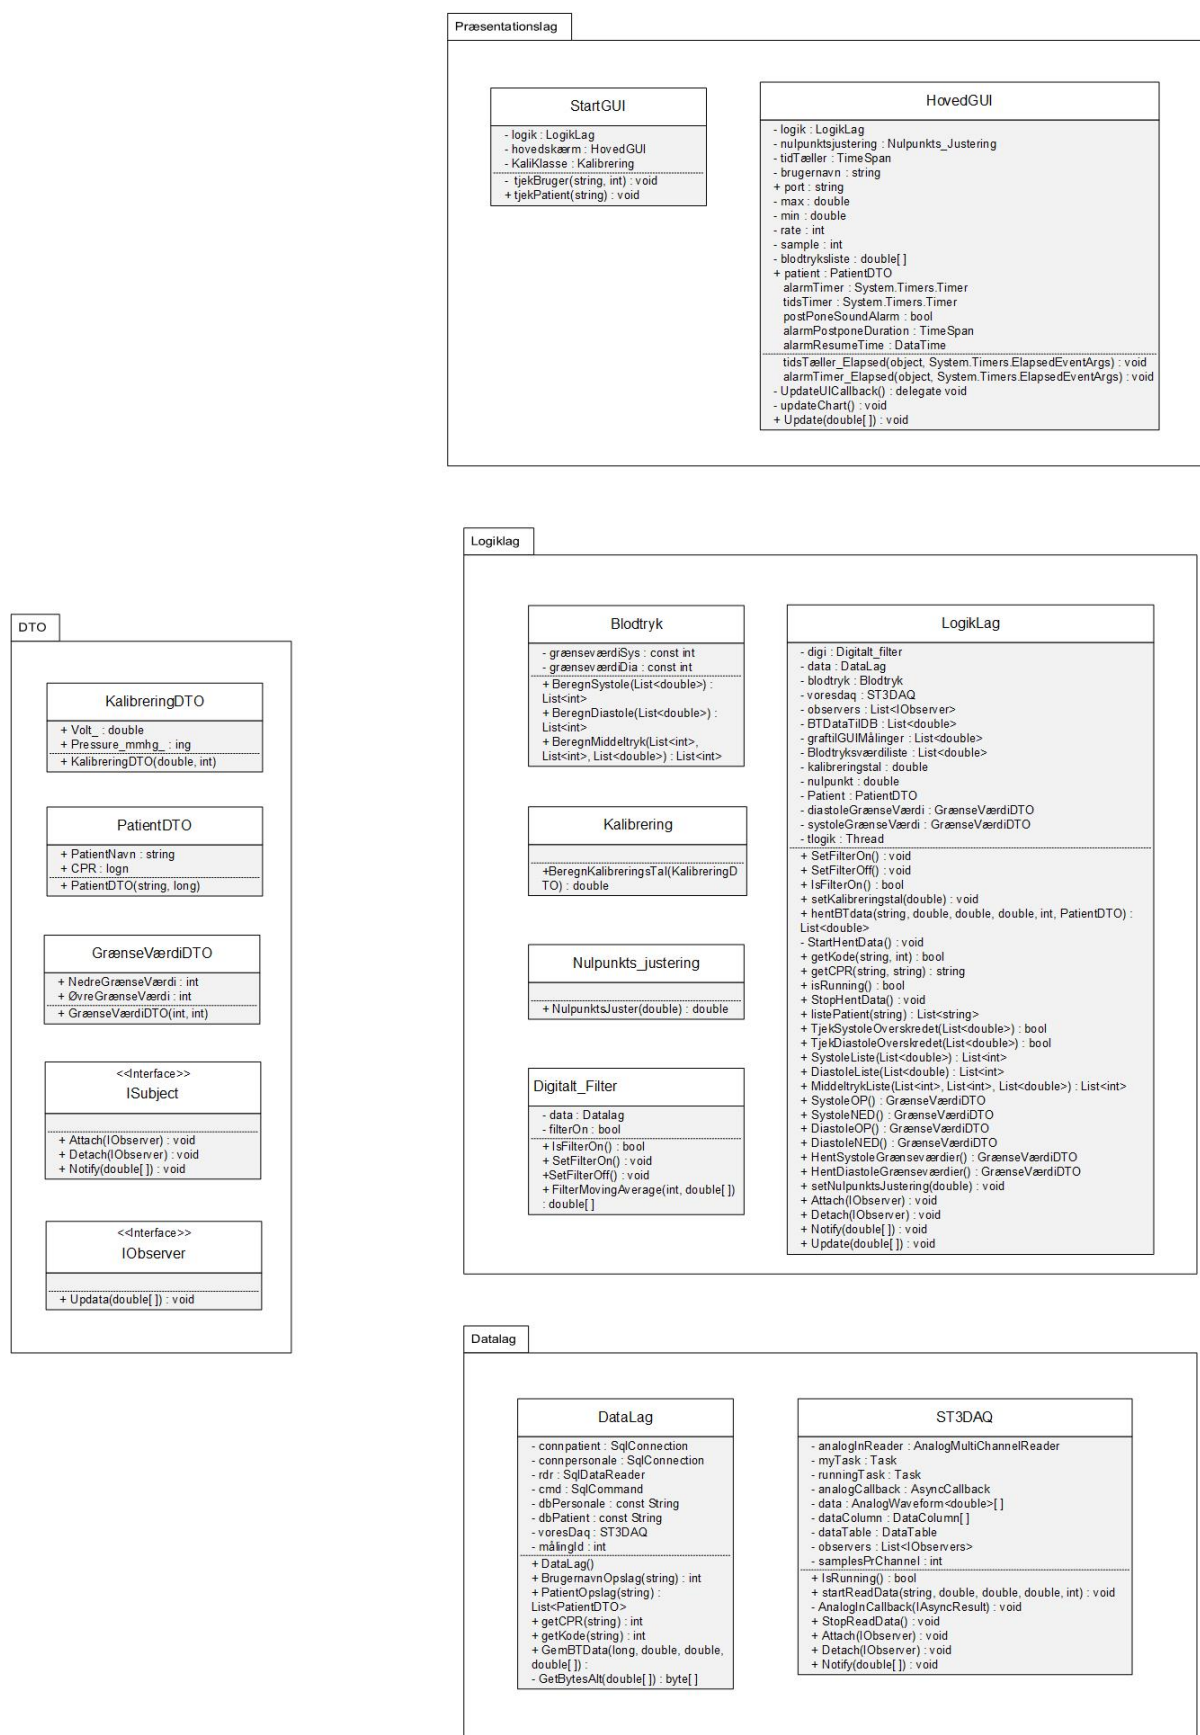 Præsentationslag
StartGUI
- logik : LogikLag
- hovedskærm : HovedGUI
- KaliKlasse : Kalibrering
- tjekBruger(string, int) : void
+ tjekPatient(string) : void
HovedGUI
- logik : LogikLag
- nulpunktsjustering : Nulpunkts_Justering
- tidTæller : TimeSpan
- brugernavn : string
+ port : string
- max : double
- min : double
- rate : int
- sample : int
- blodtryksliste : double[ ]
+ patient : PatientDTO
alarmTimer : System.Timers.Timer
tidsTimer : System.Timers.Timer
postPoneSoundAlarm : bool
alarmPostponeDuration : TimeSpan
alarmResumeTime : DataTime
tidsTæller_Elapsed(object, System.Timers.ElapsedEventArgs) : void
alarmTimer_Elapsed(object, System.Timers.ElapsedEventArgs) : void
- UpdateUICallback() : delegate void
- updateChart() : void
+ Update(double[ ]) : void
DTO
KalibreringDTO
+ Volt_ : double
+ Pressure_mmhg_ : ing
+ KalibreringDTO(double, int)
PatientDTO
+ PatientNavn : string
+ CPR : logn
+ PatientDTO(string, long)
GrænseVærdiDTO
+ NedreGrænseVærdi : int
+ ØvreGrænseVærdi : int
+ GrænseVærdiDTO(int, int)
<<Interface>>
ISubject
+ Attach(IObserver) : void
+ Detach(IObserver) : void
+ Notify(double[ ]) : void
<<Interface>>
IObserver
+ Updata(double[ ]) : void
Logiklag
Blodtryk
- grænseværdiSys : const int
- grænseværdiDia : const int
+ BeregnSystole(List<double>) :
List<int>
+ BeregnDiastole(List<double>) :
List<int>
+ BeregnMiddeltryk(List<int>,
List<int>, List<double>) : List<int>
Kalibrering
+BeregnKalibreringsTal(KalibreringD
TO) : double
Nulpunkts_justering
+ NulpunktsJuster(double) : double
Digitalt_Filter
- data : Datalag
- filterOn : bool
+ IsFilterOn() : bool
+ SetFilterOn() : void
+SetFilterOff() : void
+ FilterMovingAverage(int, double[ ])
: double[ ]
LogikLag
- digi : Digitalt_filter
- data : DataLag
- blodtryk : Blodtryk
- voresdaq : ST3DAQ
- observers : List<IObserver>
- BTDataTilDB : List<double>
- graftilGUIMålinger : List<double>
- Blodtryksværdiliste : List<double>
- kalibreringstal : double
- nulpunkt : double
- Patient : PatientDTO
- diastoleGrænseVærdi : GrænseVærdiDTO
- systoleGrænseVærdi : GrænseVærdiDTO
- tlogik : Thread
+ SetFilterOn() : void
+ SetFilterOff() : void
+ IsFilterOn() : bool
+ setKalibreringstal(double) : void
+ hentBTdata(string, double, double, double, int, PatientDTO) :
List<double>
- StartHentData() : void
+ getKode(string, int) : bool
+ getCPR(string, string) : string
+ isRunning() : bool
+ StopHentData() : void
+ listePatient(string) : List<string>
+ TjekSystoleOverskredet(List<double>) : bool
+ TjekDiastoleOverskredet(List<double>) : bool
+ SystoleListe(List<double>) : List<int>
+ DiastoleListe(List<double) : List<int>
+ MiddeltrykListe(List<int>, List<int>, List<double>) : List<int>
+ SystoleOP() : GrænseVærdiDTO
+ SystoleNED() : GrænseVærdiDTO
+ DiastoleOP() : GrænseVærdiDTO
+ DiastoleNED() : GrænseVærdiDTO
+ HentSystoleGrænseværdier() : GrænseVærdiDTO
+ HentDiastoleGrænseværdier() : GrænseVærdiDTO
+ setNulpunktsJustering(double) : void
+ Attach(IObserver) : void
+ Detach(IObserver) : void
+ Notify(double[ ]) : void
+ Update(double[ ]) : void
Datalag
DataLag
- connpatient : SqlConnection
- connpersonale : SqlConnection
- rdr : SqlDataReader
- cmd : SqlCommand
- dbPersonale : const String
- dbPatient : const String
- voresDaq : ST3DAQ
- målingId : int
+ DataLag()
+ BrugernavnOpslag(string) : int
+ PatientOpslag(string) :
List<PatientDTO>
+ getCPR(string) : int
+ getKode(string) : int
+ GemBTData(long, double, double,
double[ ]) :
- GetBytesAlt(double[ ]) : byte[ ]
ST3DAQ
- analogInReader : AnalogMultiChannelReader
- myTask : Task
- runningTask : Task
- analogCallback : AsyncCallback
- data : AnalogWaveform<double>[ ]
- dataColumn : DataColumn[ ]
- dataTable : DataTable
- observers : List<IObservers>
- samplesPrChannel : int
+ IsRunning() : bool
+ startReadData(string, double, double, double, int) : void
- AnalogInCallback(IAsyncResult) : void
+ StopReadData() : void
+ Attach(IObserver) : void
+ Detach(IObserver) : void
+ Notify(double[ ]) : void